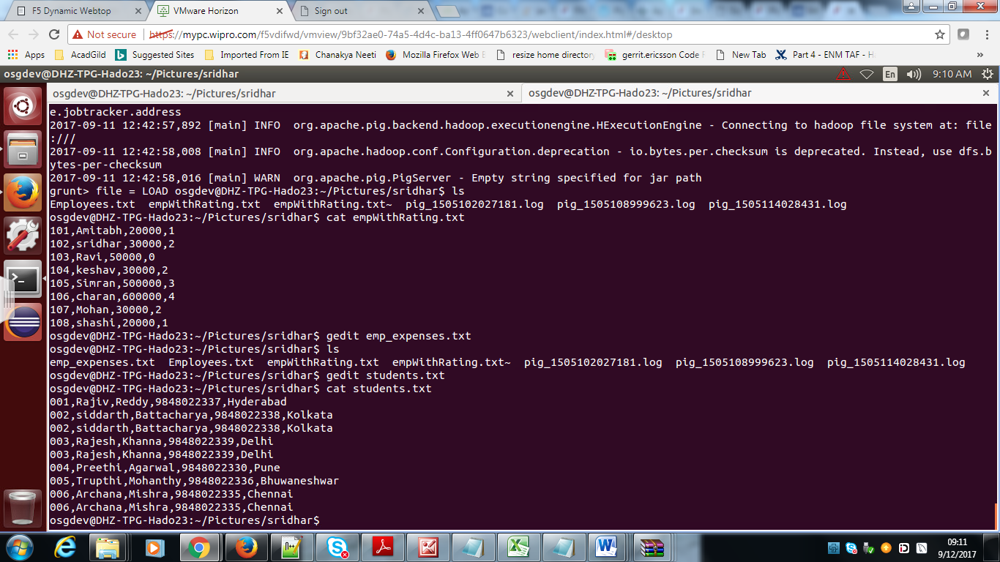 F5 Dynamic Webtop
VMware Horizon
Sign out
Not secure
https://mypc.wipro.com/f5vdifwd/vmview/9bf32ae0-74a5-4d4c-ba13-4ff0647b6323/webclient/index.html#/desktop
Apps AcadGild Suggested Sites Imported From IE Chanakya Neeti Mozilla Firefox Web resize home directory gerrit.ericsson Code New Tab Part 4 - ENM TAF -
osgdev@DHZ-TPG-Hado23: ~/Pictures/sridhar En 9:10 AM
osgdev@DHZ-TPG-Hado23: ~/Pictures/sridhar
osgdev@DHZ-TPG-Hado23: ~/Pictures/sridhar
e.jobtracker.address
2017-09-11 12:42:57,892 [main] INFO  org.apache.pig.backend.hadoop.executionengine.HExecutionEngine - Connecting to hadoop file system at: file
:///
2017-09-11 12:42:58,008 [main] INFO  org.apache.hadoop.conf.Configuration.deprecation - io.bytes.per.checksum is deprecated. Instead, use dfs.b
ytes-per-checksum
2017-09-11 12:42:58,016 [main] WARN  org.apache.pig.PigServer - Empty string specified for jar path
grunt> file = LOAD osgdev@DHZ-TPG-Hado23:~/Pictures/sridhar$ ls
Employees.txt  empWithRating.txt  empWithRating.txt~  pig_1505102027181.log  pig_1505108999623.log  pig_1505114028431.log
osgdev@DHZ-TPG-Hado23:~/Pictures/sridhar$ cat empWithRating.txt
101,Amitabh,20000,1
102,sridhar,30000,2
103,Ravi,50000,0
104,keshav,30000,2
105,Simran,500000,3
106,charan,600000,4
107,Mohan,30000,2
108,shashi,20000,1
osgdev@DHZ-TPG-Hado23:~/Pictures/sridhar$ gedit emp_expenses.txt
osgdev@DHZ-TPG-Hado23:~/Pictures/sridhar$ ls
emp_expenses.txt  Employees.txt  empWithRating.txt  empWithRating.txt~  pig_1505102027181.log  pig_1505108999623.log  pig_1505114028431.log
osgdev@DHZ-TPG-Hado23:~/Pictures/sridhar$ gedit students.txt
osgdev@DHZ-TPG-Hado23:~/Pictures/sridhar$ cat students.txt
001,Rajiv,Reddy,9848022337,Hyderabad
002,siddarth,Battacharya,9848022338,Kolkata
002,siddarth,Battacharya,9848022338,Kolkata
003,Rajesh,Khanna,9848022339,Delhi
003,Rajesh,Khanna,9848022339,Delhi
004,Preethi,Agarwal,9848022330,Pune
005,Trupthi,Mohanthy,9848022336,Bhuwaneshwar
006,Archana,Mishra,9848022335,Chennai
006,Archana,Mishra,9848022335,Chennai
osgdev@DHZ-TPG-Hado23:~/Pictures/sridhar$
09:11
9/12/2017